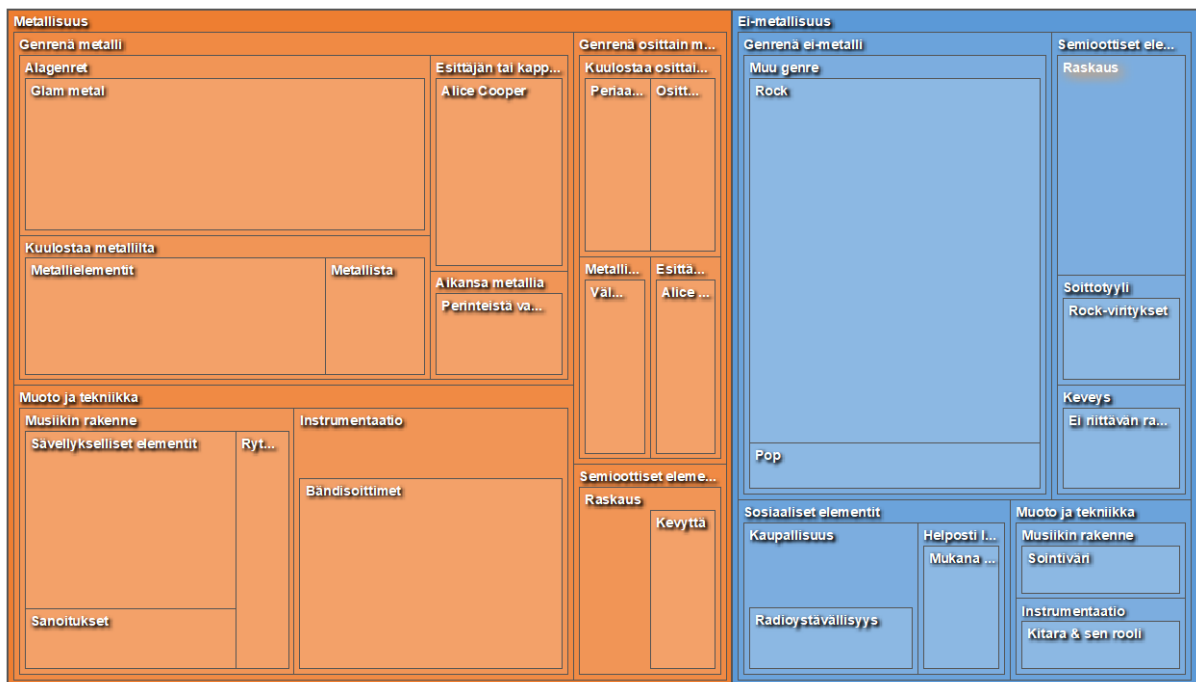 Metallisuus
Genrenä metalli
Alagenret
Glam metal
Kuulostaa metallilta
Metallielementit
Metallista
Esittäjän tai kapp...
Alice Cooper
Aikansa metallia
Perinteistä va...
Genrenä osittain m...
Kuulostaa osittai...
Periaa...
Ositt...
Metalli...
Väl...
Esittä...
Alice ...
Muoto ja tekniikka
Musiikin rakenne
Sävellykselliset elementit
Ryt...
Sanoitukset
Instrumentaatio
Bändisoittimet
Semioottiset eleme...
Raskaus
Kevyttä
Ei-metallisuus
Genrenä ei-metalli
Muu genre
Rock
Pop
Semioottiset ele...
Raskaus
Soittotyyli
Rock-viritykset
Keveys
Ei riittävän ra...
Sosiaaliset elementit
Kaupallisuus
Radioystävällisyys
Helposti l...
Mukana ...
Muoto ja tekniikka
Musiikin rakenne
Sointiväri
Instrumentaatio
Kitara & sen rooli